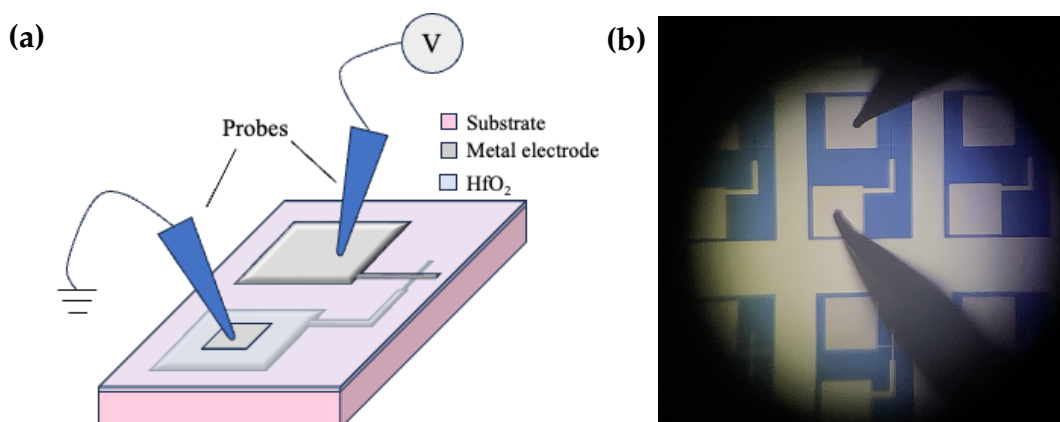 (a)
V
(b)
Probes
Substrate
Metal electrode
HfO₂